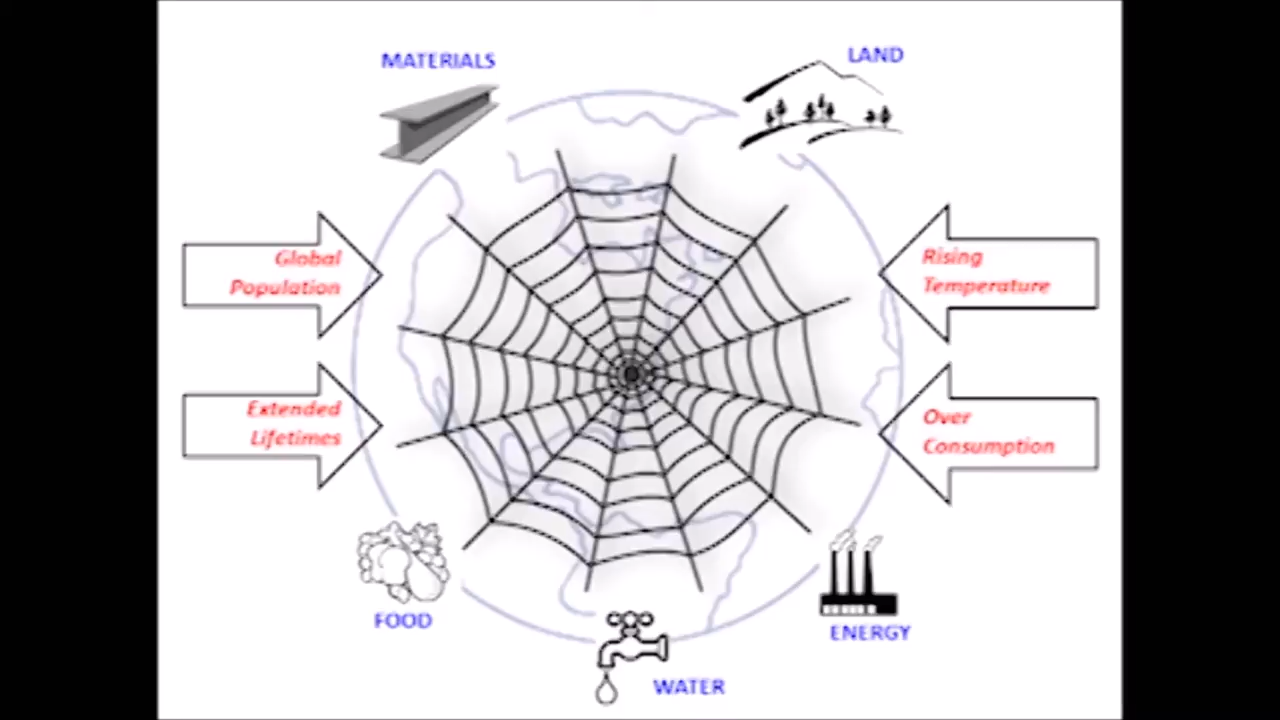 MATERIALS
LAND
Global
Population
Rising
Temperature
Extended
Lifetimes
Over
Consumption
FOOD
ENERGY
WATER